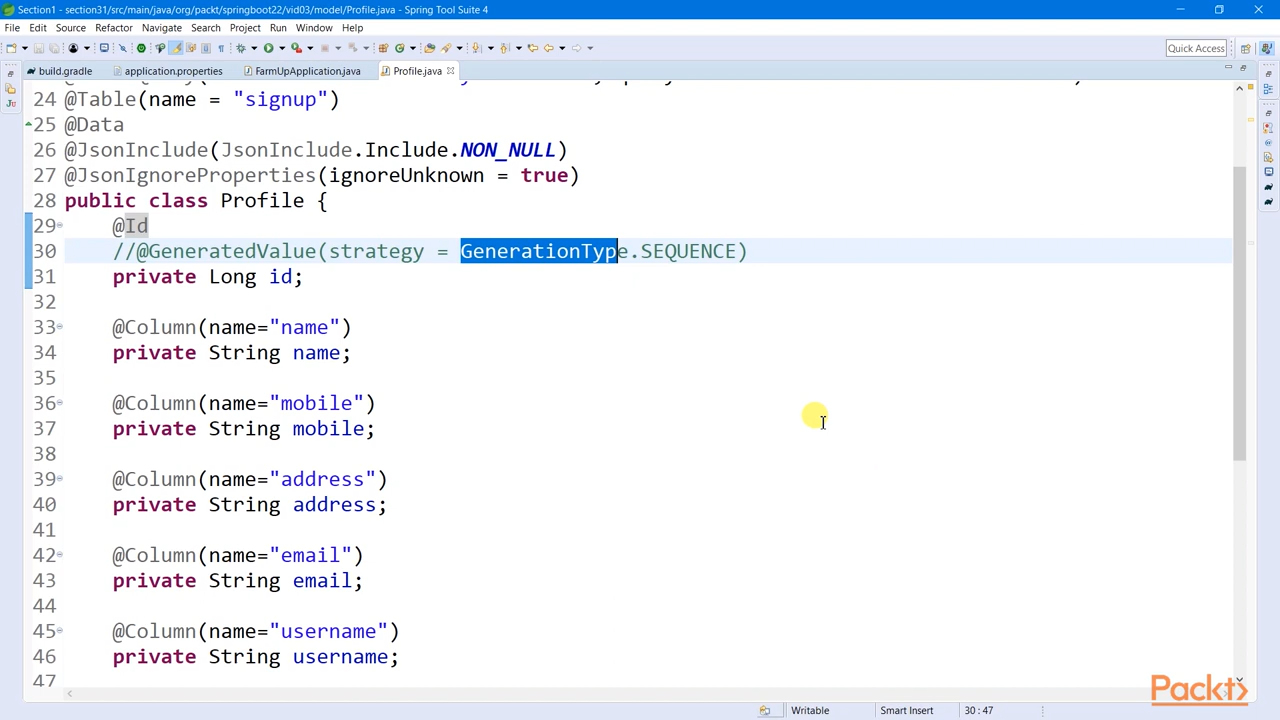 Section1 - section31/src/main/java/org/packt/springboot22/vid03/model/Profile.java - Spring Tool Suite 4
File Edit Source Refactor Navigate Search Project Run Window Help
Quick Access
build.gradle application.properties FarmUpApplication.java Profile.java
24 @Table(name = "signup")
25 @Data
26 @JsonInclude(JsonInclude.Include.NON_NULL)
27 @JsonIgnoreProperties(ignoreUnknown = true)
28 public class Profile {
29 @Id
30 //@GeneratedValue(strategy = GenerationType.SEQUENCE)
31 private Long id;
32
33 @Column(name="name")
34 private String name;
35
36 @Column(name="mobile")
37 private String mobile;
38
39 @Column(name="address")
40 private String address;
41
42 @Column(name="email")
43 private String email;
44
45 @Column(name="username")
46 private String username;
47
Packt>
Writable Smart Insert 30 : 47